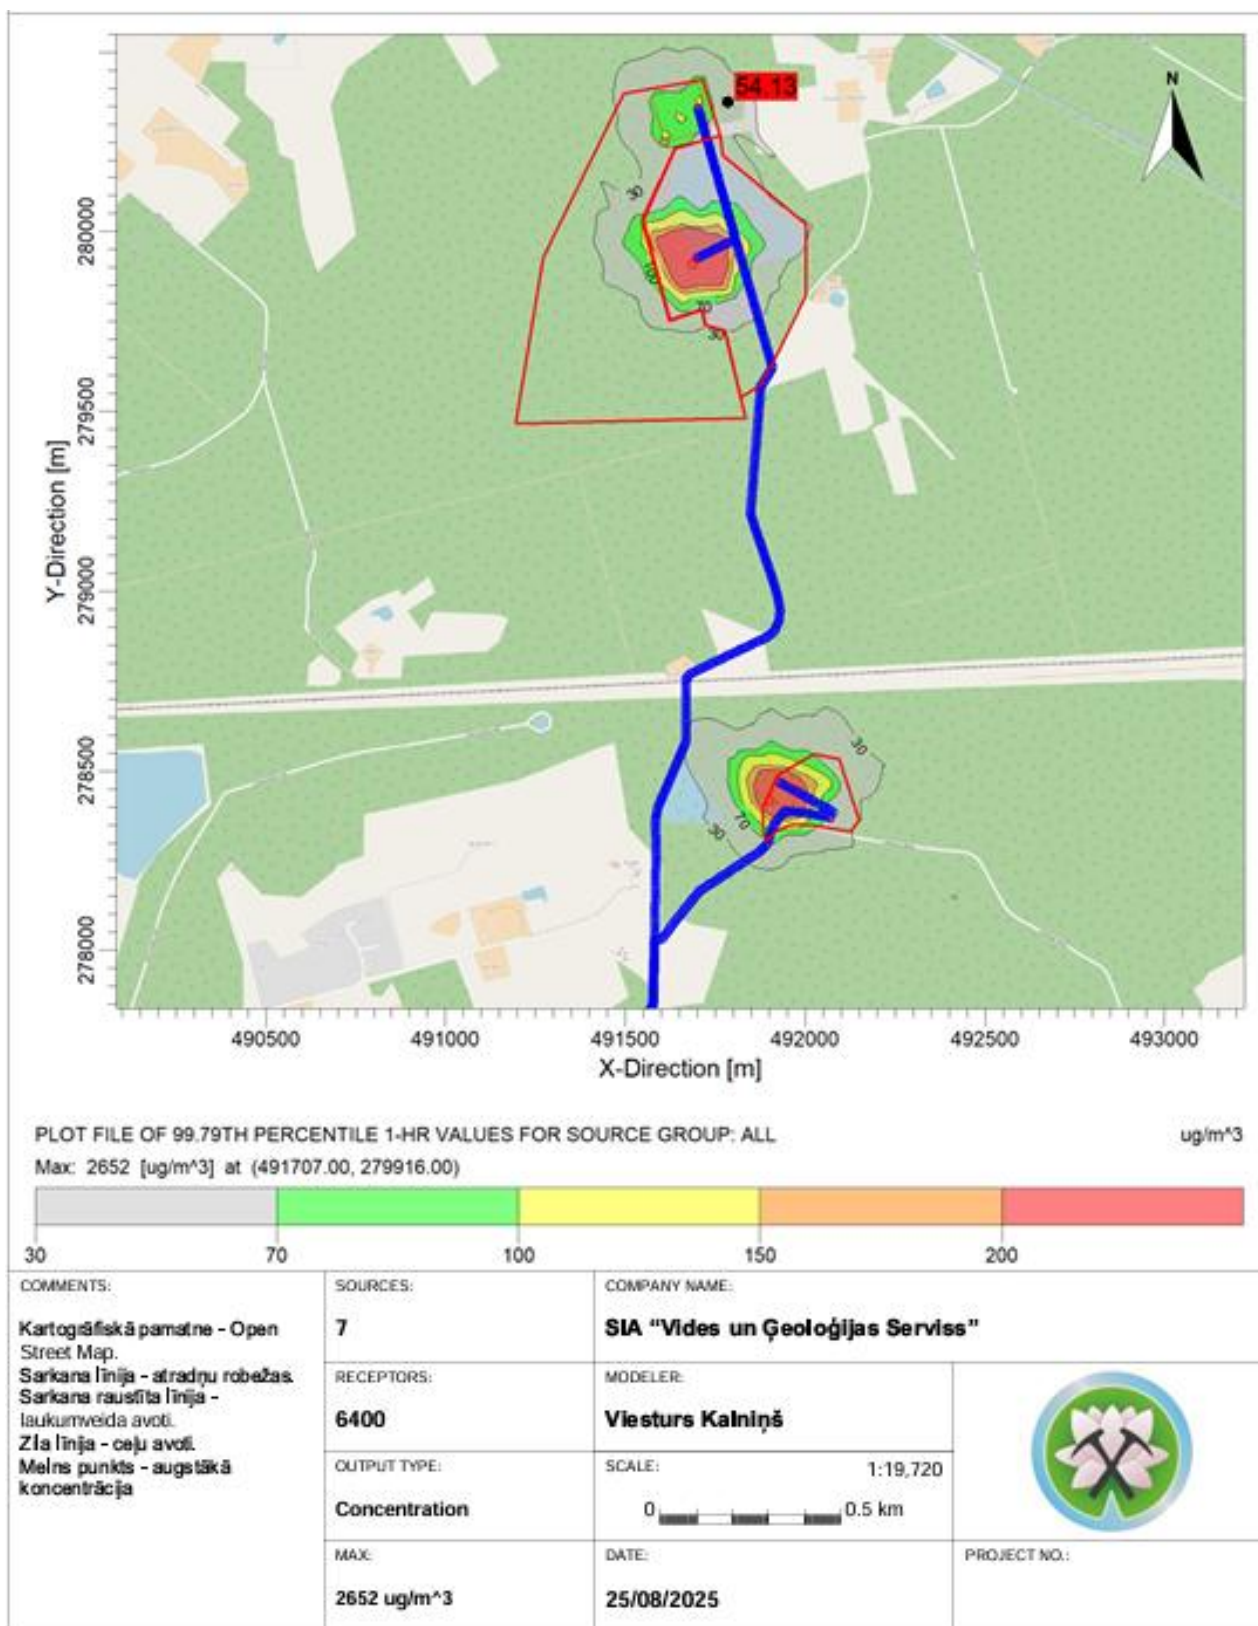 54.13
N
30
100
70
30
30
70
30
280000
279500
279000
278500
278000
Y-Direction [m]
490500 491000 491500 492000 492500 493000
X-Direction [m]
PLOT FILE OF 99.79TH PERCENTILE 1-HR VALUES FOR SOURCE GROUP: ALL ug/m^3
Max: 2652 [ug/m^3] at (491707.00, 279916.00)
30 70 100 150 200
COMMENTS:
Kartogrāfiskā pamatne - Open
Street Map.
Sarkana līnija - atradņu robežas.
Sarkana raustīta līnija -
laukumveida avoti.
Zila līnija - ceļu avoti.
Melns punkts - augstākā
koncentrācija
SOURCES:
7
COMPANY NAME:
SIA “Vides un Ģeoloģijas Serviss”
RECEPTORS:
6400
MODELER:
Viesturs Kalniņš
OUTPUT TYPE:
Concentration
SCALE: 1:19,720
0 0.5 km
MAX:
2652 ug/m^3
DATE:
25/08/2025
PROJECT NO.: